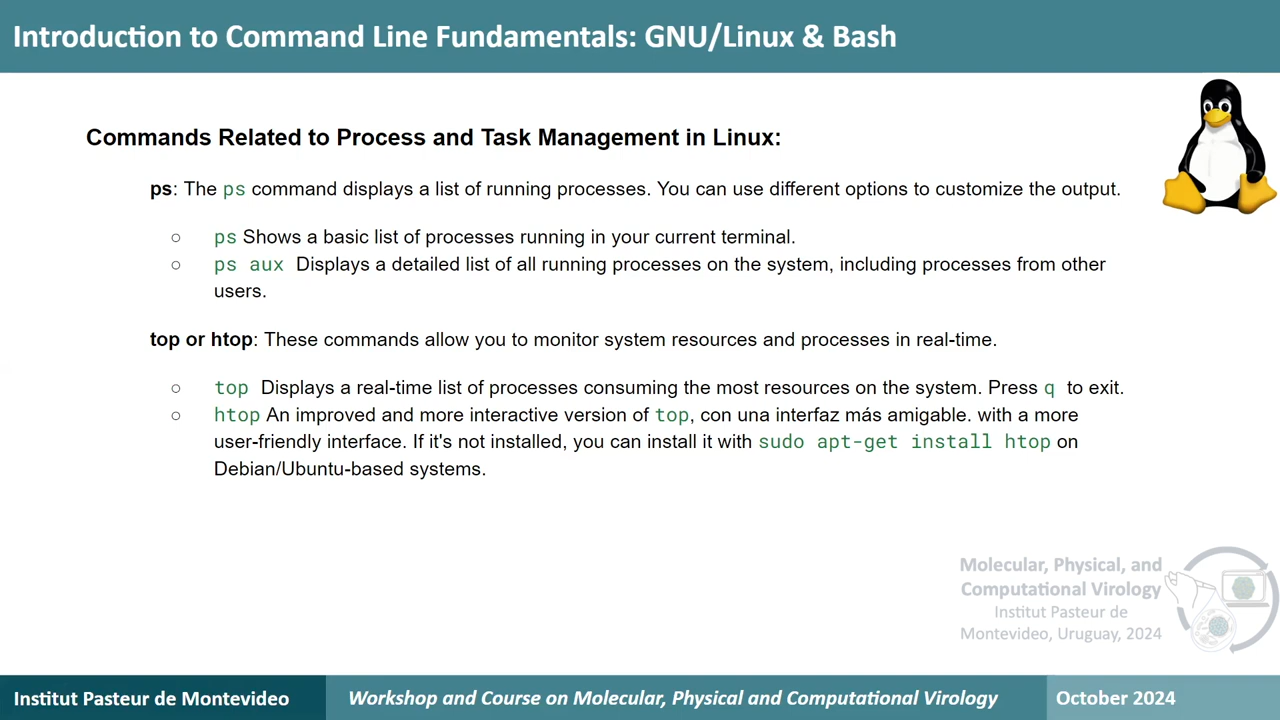 Introduction to Command Line Fundamentals: GNU/Linux & Bash
Commands Related to Process and Task Management in Linux:
ps: The ps command displays a list of running processes. You can use different options to customize the output.
○ ps Shows a basic list of processes running in your current terminal.
○ ps aux Displays a detailed list of all running processes on the system, including processes from other
users.
top or htop: These commands allow you to monitor system resources and processes in real-time.
○ top Displays a real-time list of processes consuming the most resources on the system. Press q to exit.
○ htop An improved and more interactive version of top, con una interfaz más amigable. with a more
user-friendly interface. If it's not installed, you can install it with sudo apt-get install htop on
Debian/Ubuntu-based systems.
Molecular, Physical, and
Computational Virology
Institut Pasteur de
Montevideo, Uruguay, 2024
Institut Pasteur de Montevideo
Workshop and Course on Molecular, Physical and Computational Virology
October 2024